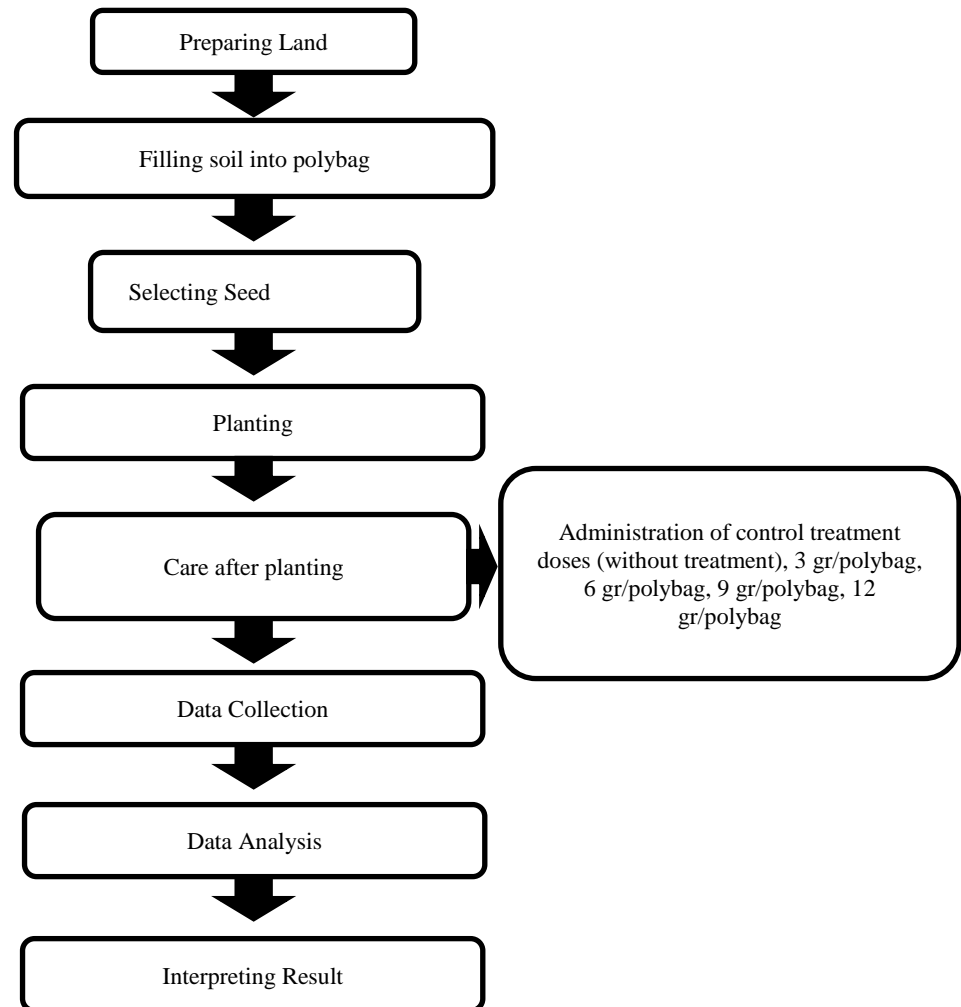 Preparing Land
Filling soil into polybag
Selecting Seed
Planting
Care after planting
Administration of control treatment
doses (without treatment), 3 gr/polybag,
6 gr/polybag, 9 gr/polybag, 12
gr/polybag
Data Collection
Data Analysis
Interpreting Result